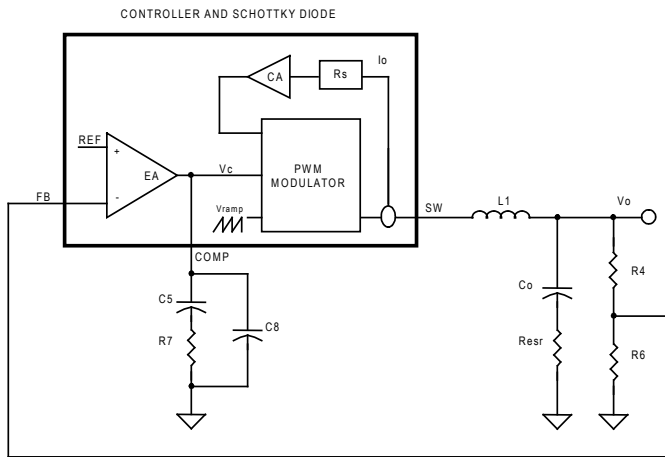 CONTROLLER AND SCHOTTKY DIODE
Io
CA
Rs
REF
+
EA
-
Vc
PWM
MODULATOR
FB
Vramp
SW
L1
Vo
COMP
R4
Co
C5
C8
R7
Resr
R6